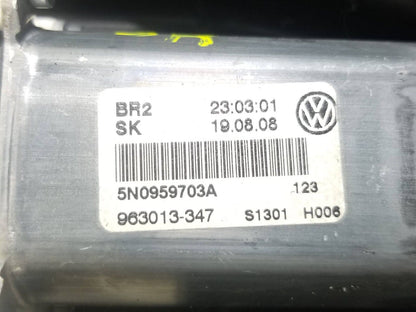 BR2 23:03:01
SK 19.08.08
5N0959703A 123
963013-347 S1301 H006